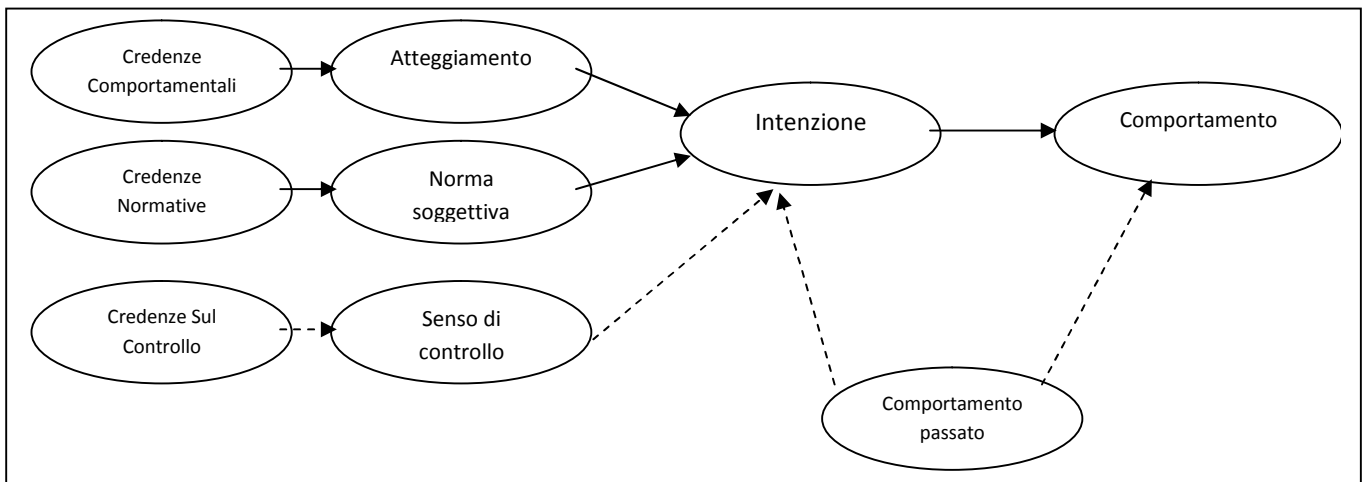 Credenze
Comportamentali
Atteggiamento
Intenzione
Comportamento
Credenze
Normative
Norma
soggettiva
Credenze Sul
Controllo
Senso di
controllo
Comportamento
passato